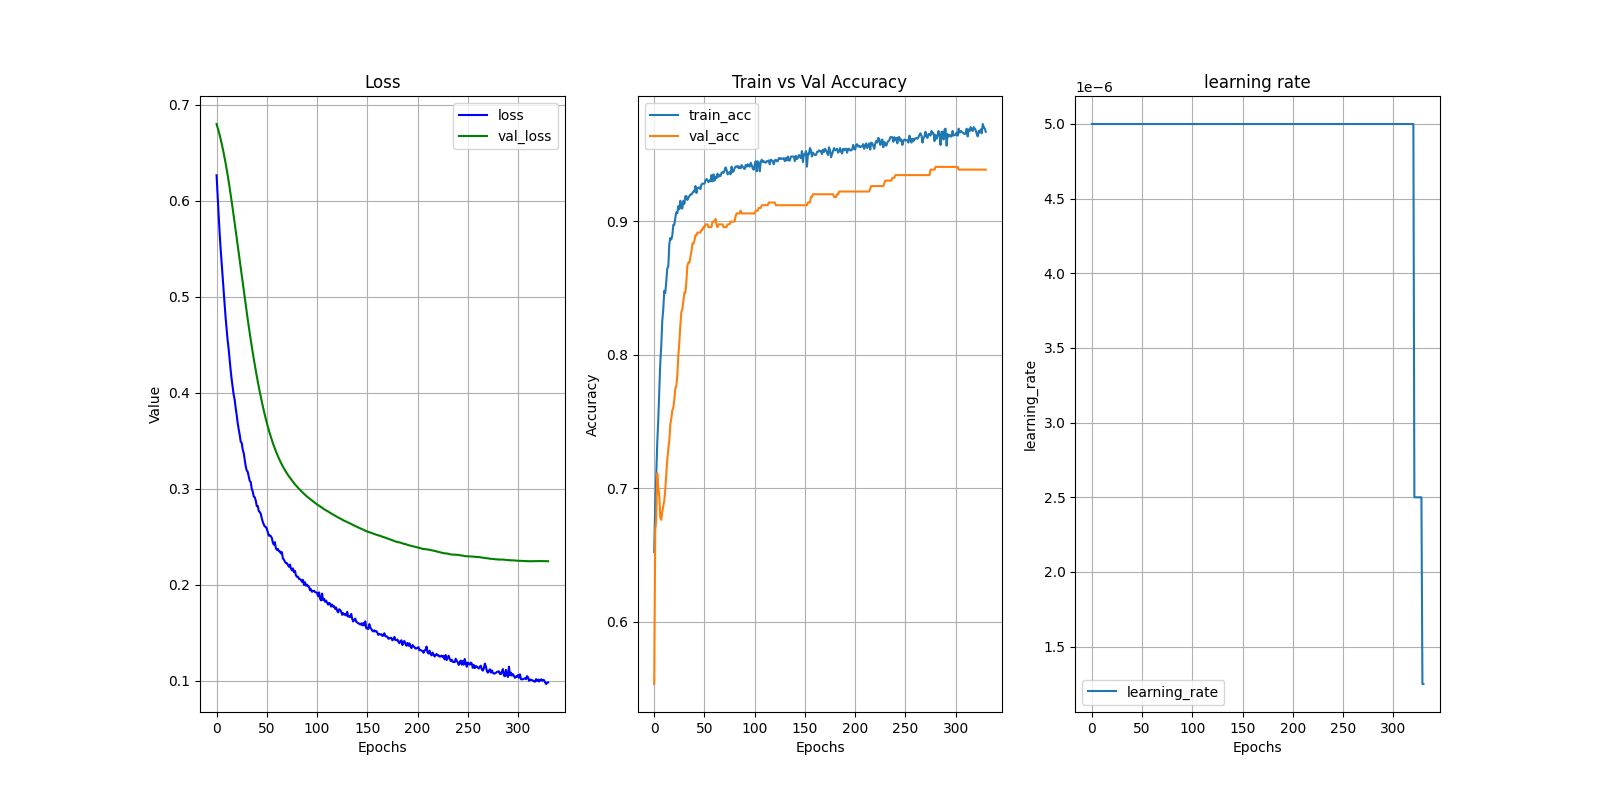 Loss
0.7
0.6
0.5
0.4
0.3
0.2
0.1
Value
loss
val_loss
0 50 100 150 200 250 300
Epochs
Train vs Val Accuracy
0.9
0.8
0.7
0.6
Accuracy
train_acc
val_acc
0 50 100 150 200 250 300
Epochs
learning rate
1e−6
5.0
4.5
4.0
3.5
3.0
2.5
2.0
1.5
learning_rate
learning_rate
0 50 100 150 200 250 300
Epochs